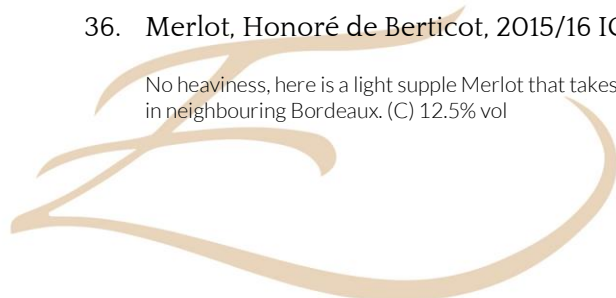 36. Merlot, Honoré de Berticot, 2015/16
No heaviness, here is a light supple Merlot that takes
in neighbouring Bordeaux. (C) 12.5% vol